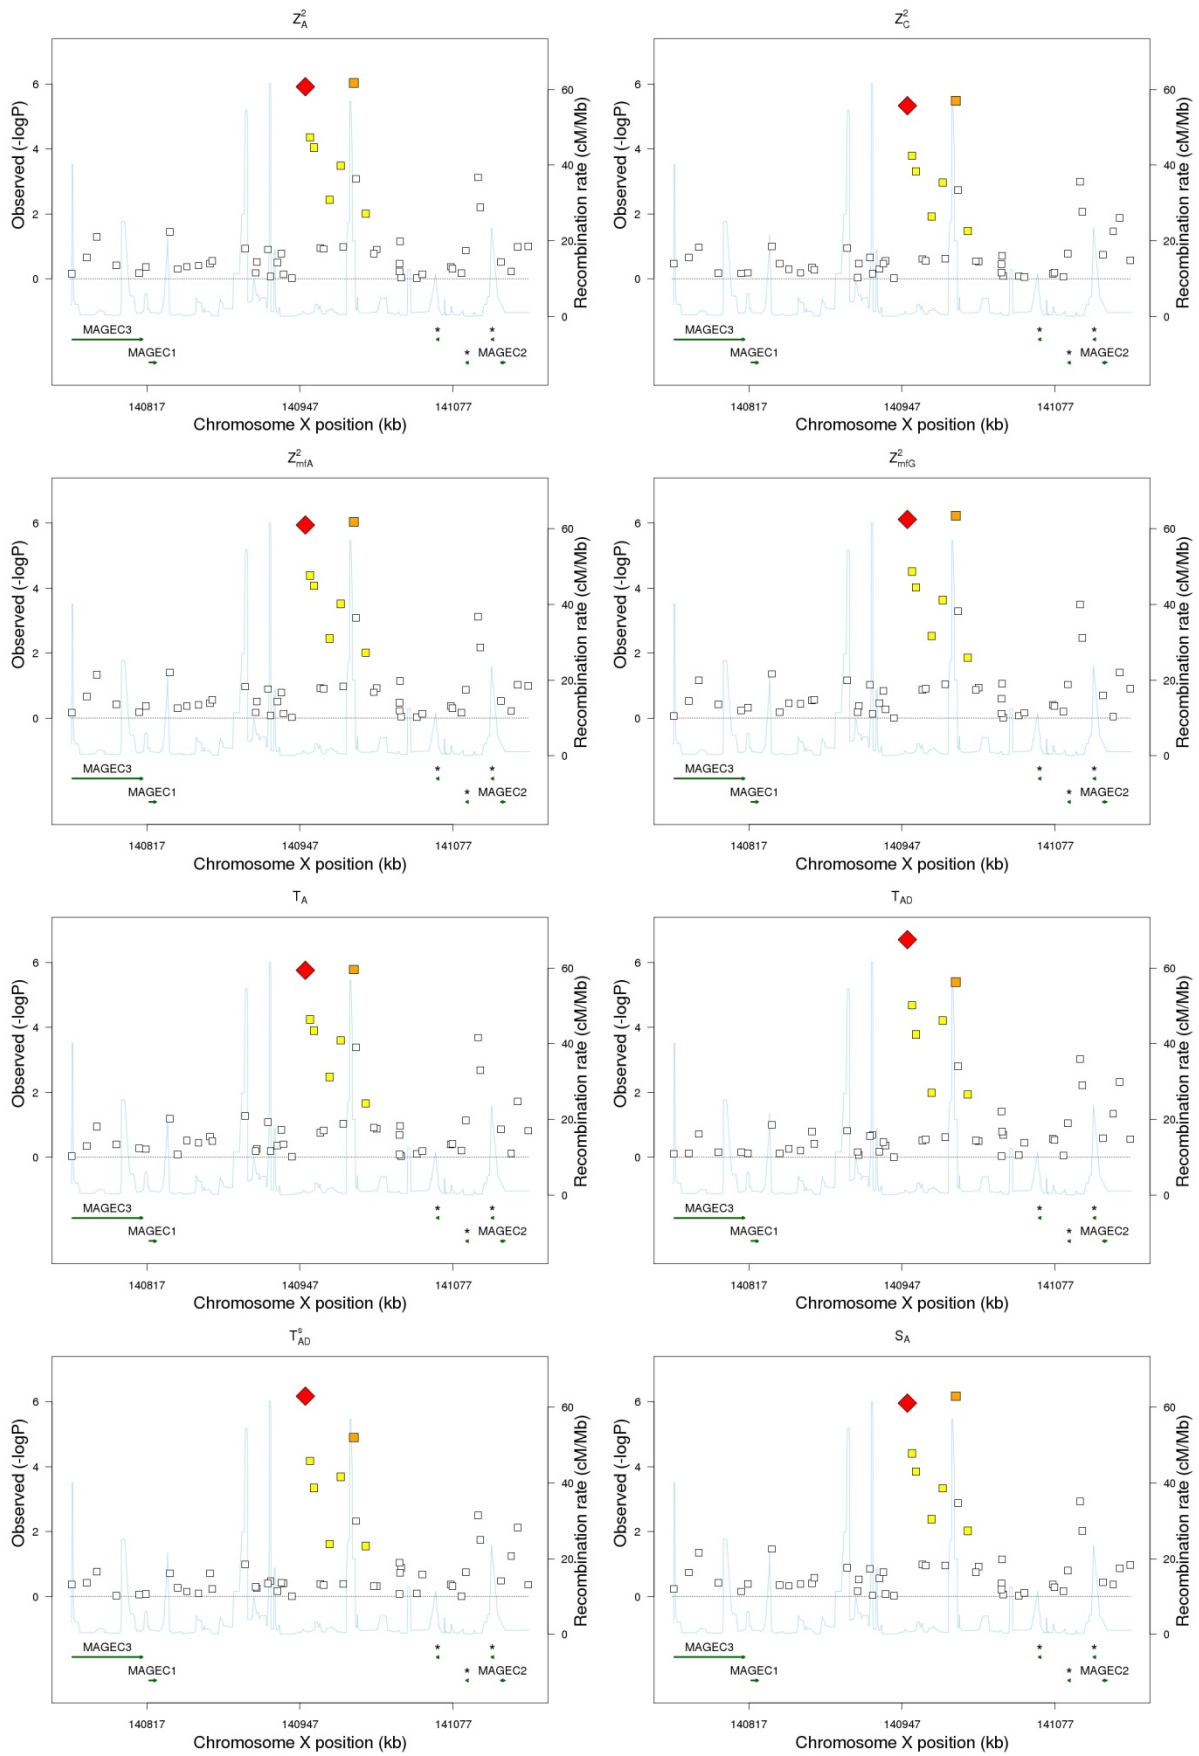 Z²A Z²C
6 60 6 60
4 40 4 40
2 20 2 20
0 0 0 0
Observed (-logP) Recombination rate (cM/Mb) Observed (-logP) Recombination rate (cM/Mb)
MAGEC3 * * MAGEC3 * *
MAGEC1 * MAGEC2 MAGEC1 * MAGEC2
140817 140947 141077 140817 140947 141077
Chromosome X position (kb) Chromosome X position (kb)
Z²mfA Z²mfG
6 60 6 60
4 40 4 40
2 20 2 20
0 0 0 0
Observed (-logP) Recombination rate (cM/Mb) Observed (-logP) Recombination rate (cM/Mb)
MAGEC3 * * MAGEC3 * *
MAGEC1 * MAGEC2 MAGEC1 * MAGEC2
140817 140947 141077 140817 140947 141077
Chromosome X position (kb) Chromosome X position (kb)
TA TAD
6 60 6 60
4 40 4 40
2 20 2 20
0 0 0 0
Observed (-logP) Recombination rate (cM/Mb) Observed (-logP) Recombination rate (cM/Mb)
MAGEC3 * * MAGEC3 * *
MAGEC1 * MAGEC2 MAGEC1 * MAGEC2
140817 140947 141077 140817 140947 141077
Chromosome X position (kb) Chromosome X position (kb)
TˢAD SA
6 60 6 60
4 40 4 40
2 20 2 20
0 0 0 0
Observed (-logP) Recombination rate (cM/Mb) Observed (-logP) Recombination rate (cM/Mb)
MAGEC3 * * MAGEC3 * *
MAGEC1 * MAGEC2 MAGEC1 * MAGEC2
140817 140947 141077 140817 140947 141077
Chromosome X position (kb) Chromosome X position (kb)